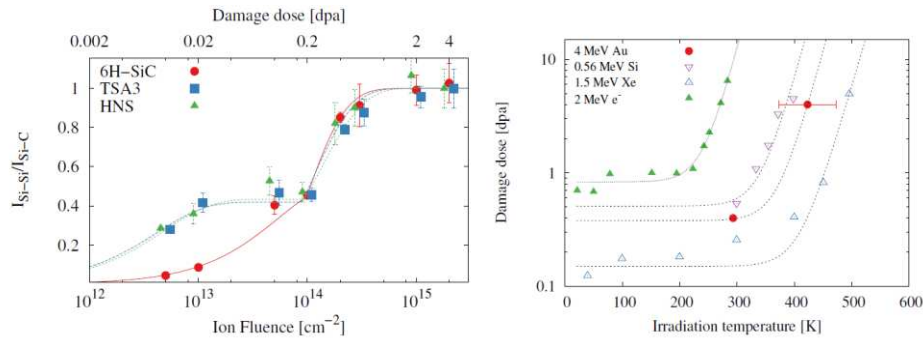 Damage dose [dpa]
0.002 0.02 0.2 2 4
6H−SiC
TSA3
HNS
1
0.8
0.6
0.4
0.2
I Si−Si/I Si−C
10^12 10^13 10^14 10^15
Ion Fluence [cm^-2]
4 MeV Au
0.56 MeV Si
1.5 MeV Xe
2 MeV e^-
10
1
0.1
Damage dose [dpa]
0 100 200 300 400 500 600
Irradiation temperature [K]